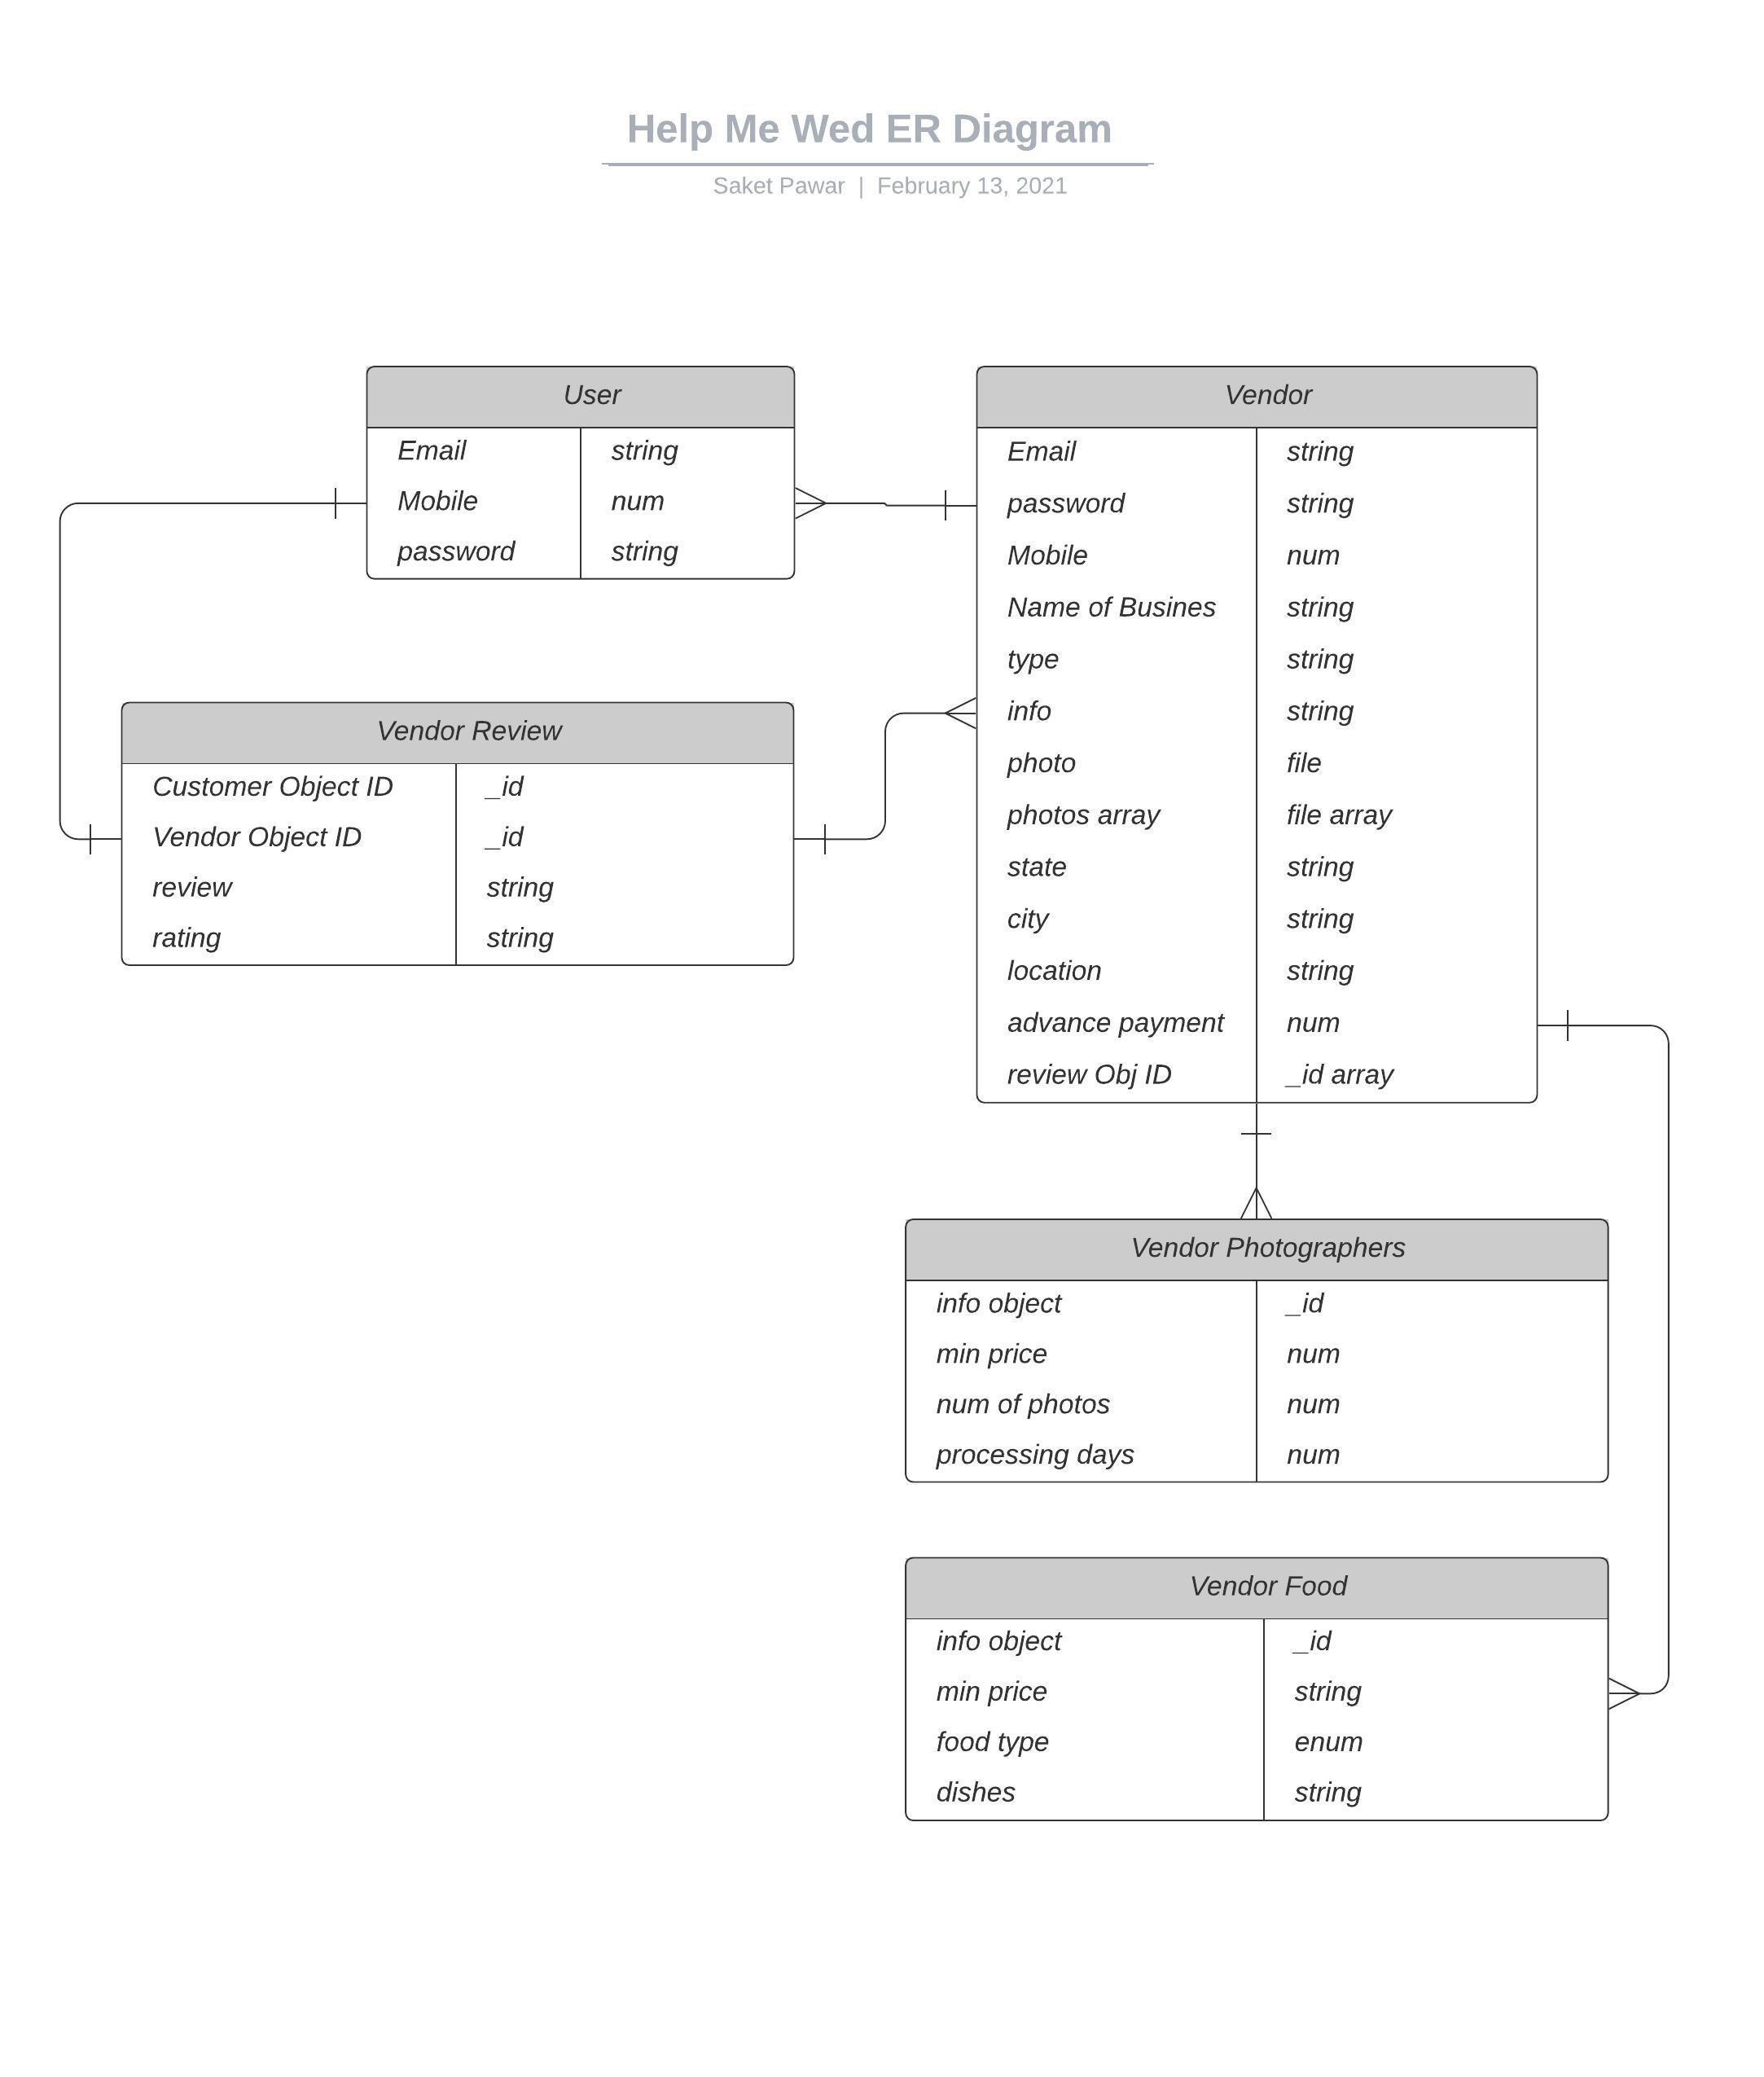 Help Me Wed ER Diagram
Saket Pawar | February 13, 2021
User
Email string
Mobile num
password string
Vendor
Email string
password string
Mobile num
Name of Busines string
type string
info string
photo file
photos array file array
state string
city string
location string
advance payment num
review Obj ID _id array
Vendor Review
Customer Object ID _id
Vendor Object ID _id
review string
rating string
Vendor Photographers
info object _id
min price num
num of photos num
processing days num
Vendor Food
info object _id
min price string
food type enum
dishes string